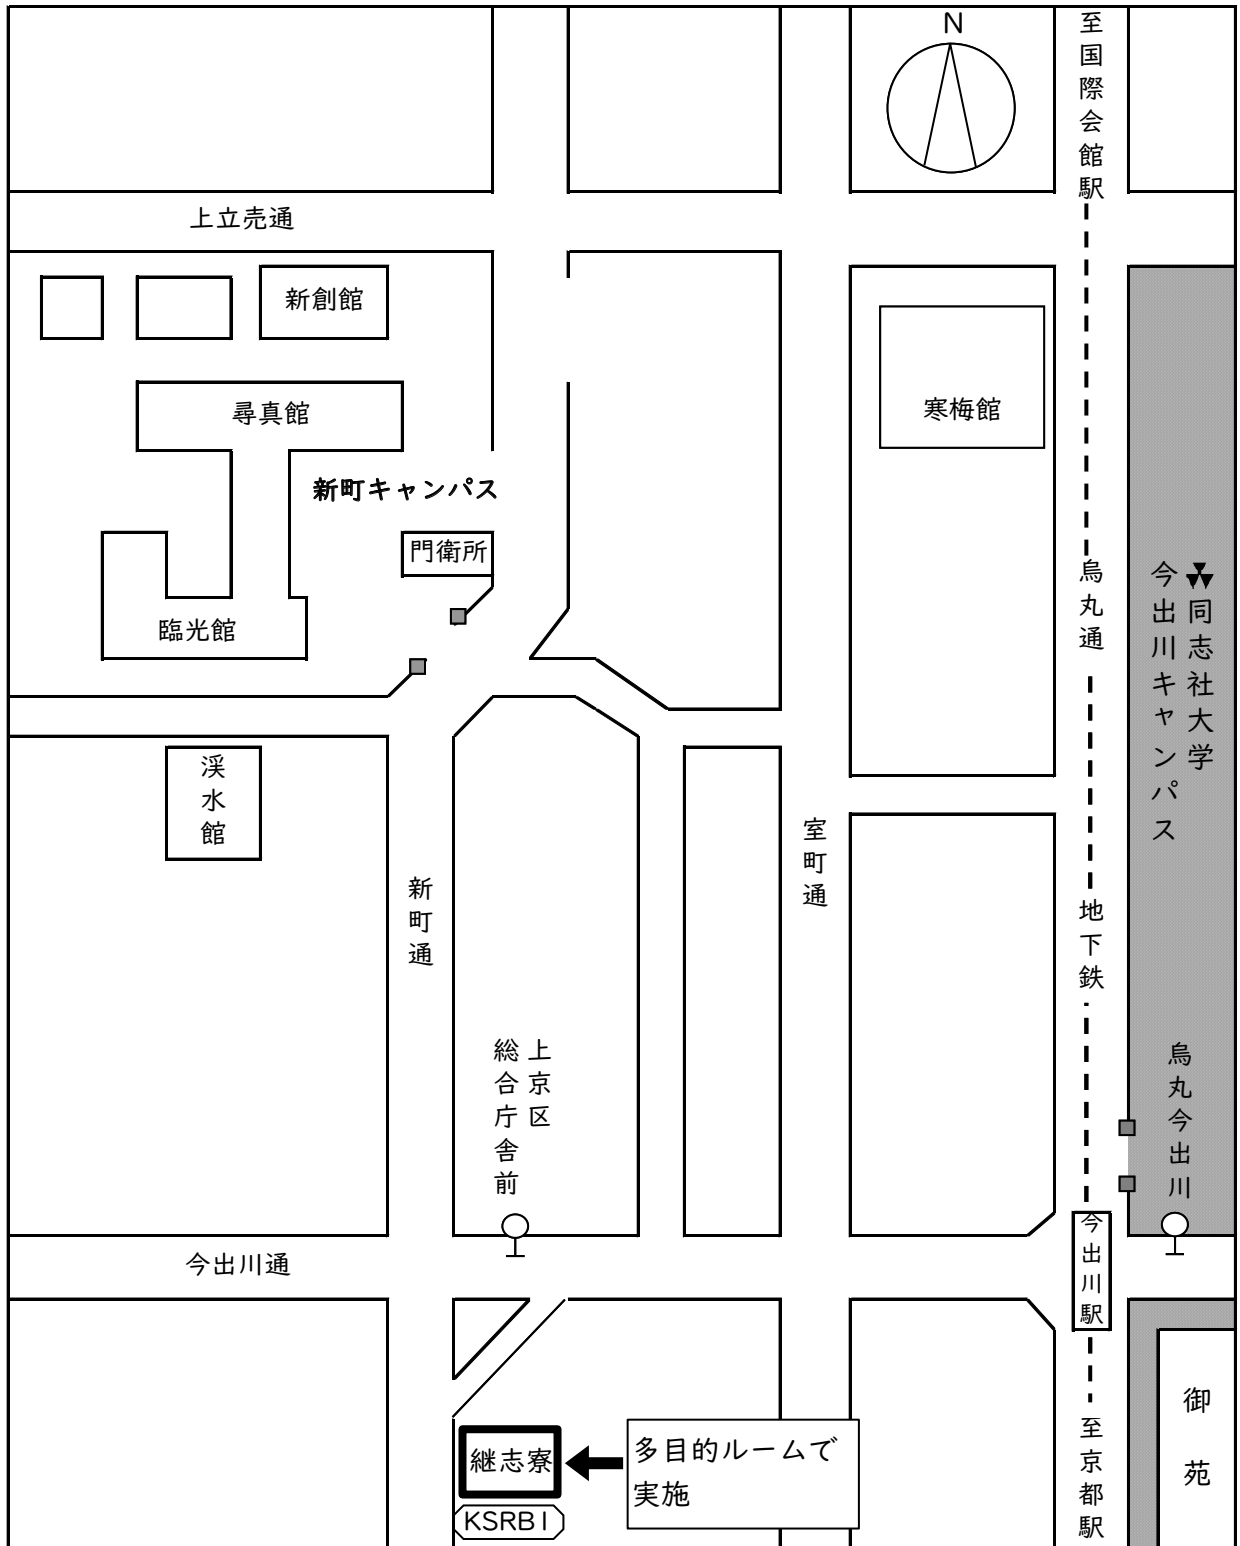 N
至国際会館駅
上立売通
新創館
尋真館
寒梅館
新町キャンパス
門衛所
臨光館
烏丸通
同志社大学
今出川キャンパス
渓水館
室町通
新町通
地下鉄
上京区
総合庁舎前
烏丸今出川
今出川通
今出川駅
御苑
継志寮
多目的ルームで
実施
KSRB1
至京都駅